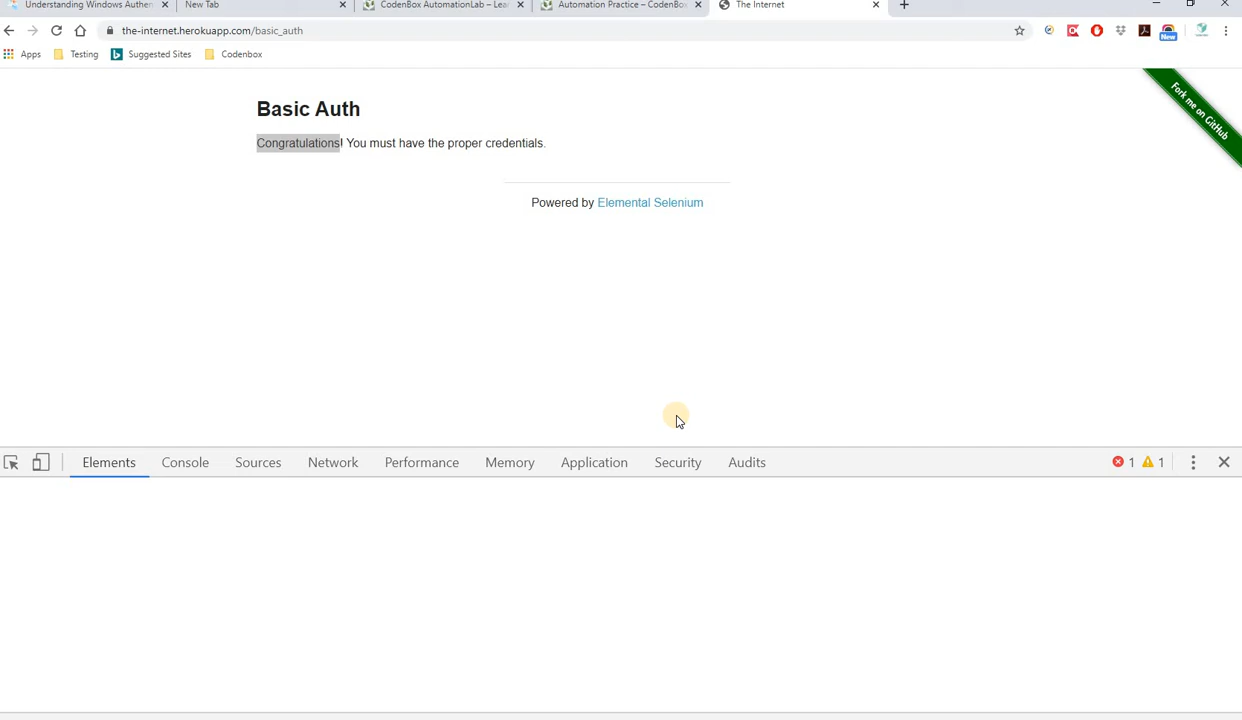 Understanding Windows Authen
New Tab
CodenBox AutomationLab – Lea
Automation Practice – CodenBo
The Internet
the-internet.herokuapp.com/basic_auth
New
Apps
Testing
Suggested Sites
Codenbox
Fork me on GitHub
Basic Auth
Congratulations! You must have the proper credentials.
Powered by Elemental Selenium
Elements Console Sources Network Performance Memory Application Security Audits 1 1